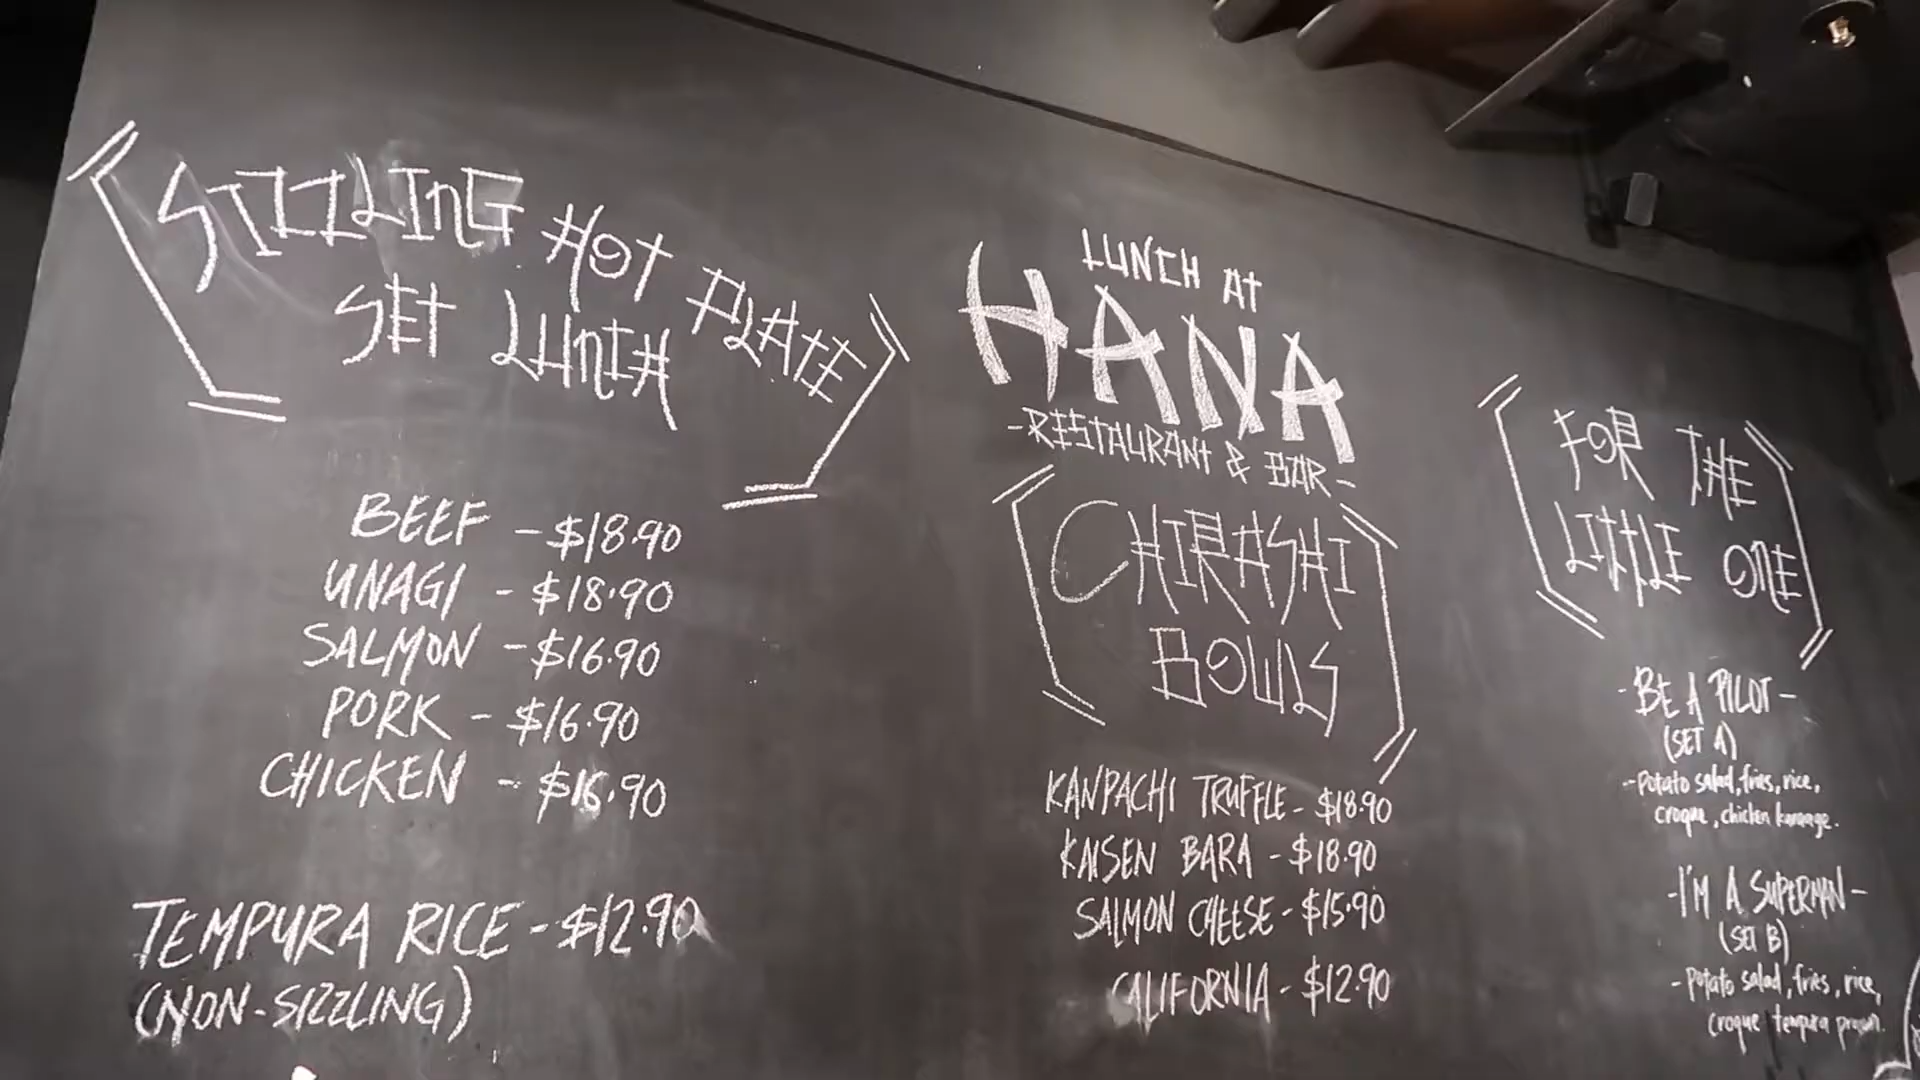 SIZZLING HOT PLATE
SET LUNCH
BEEF - $18.90
UNAGI - $18.90
SALMON - $16.90
PORK - $16.90
CHICKEN - $16.90
TEMPURA RICE - $12.90
(NON-SIZZLING)
LUNCH AT
HANA
-RESTAURANT & BAR-
CHIRASHI
BOWLS
KANPACHI TRUFFLE - $18.90
KAISEN BARA - $18.90
SALMON CHEESE - $15.90
CALIFORNIA - $12.90
FOR THE
LITTLE ONE
-BE A PILOT-
(SET A)
-Potato salad, fries, rice,
croque, chicken karaage.
-I'M A SUPERMAN-
(SET B)
-Potato salad, fries, rice,
croque tempura prawn.